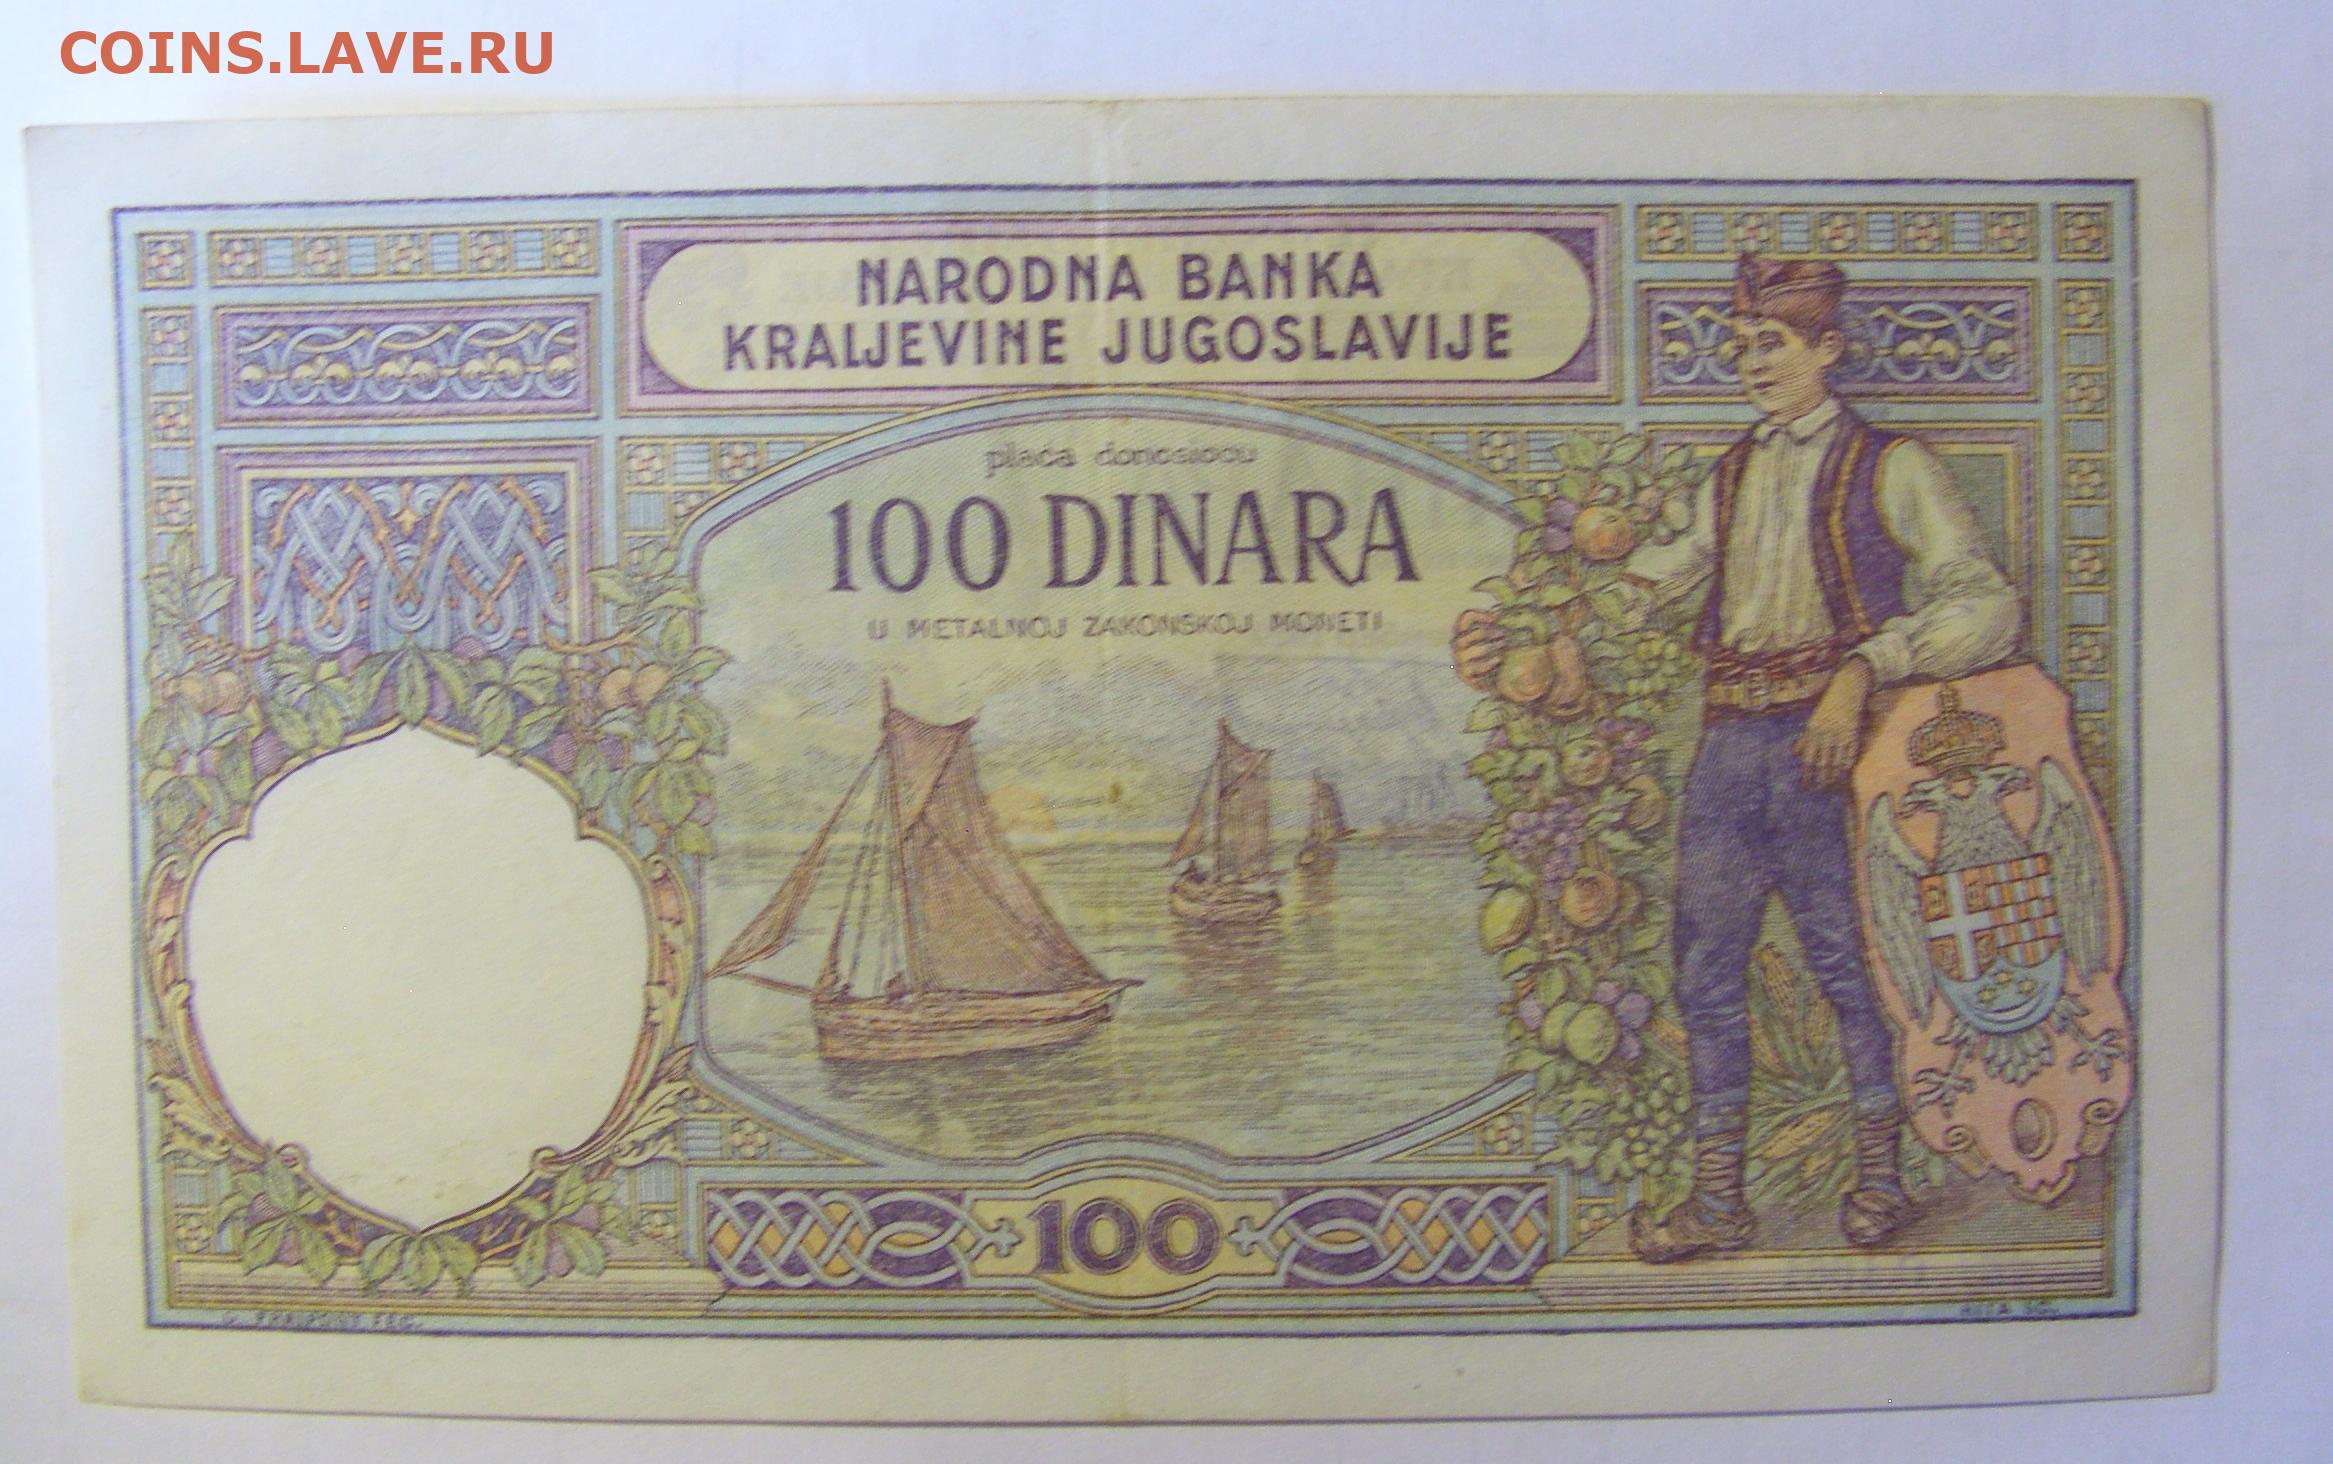 COINS.LAVE.RU
NARODNA BANKA
KRALJEVINE JUGOSLAVIJE
plaća donosiocu
100 DINARA
U METALNOJ ZAKONSKOJ MONETI
100